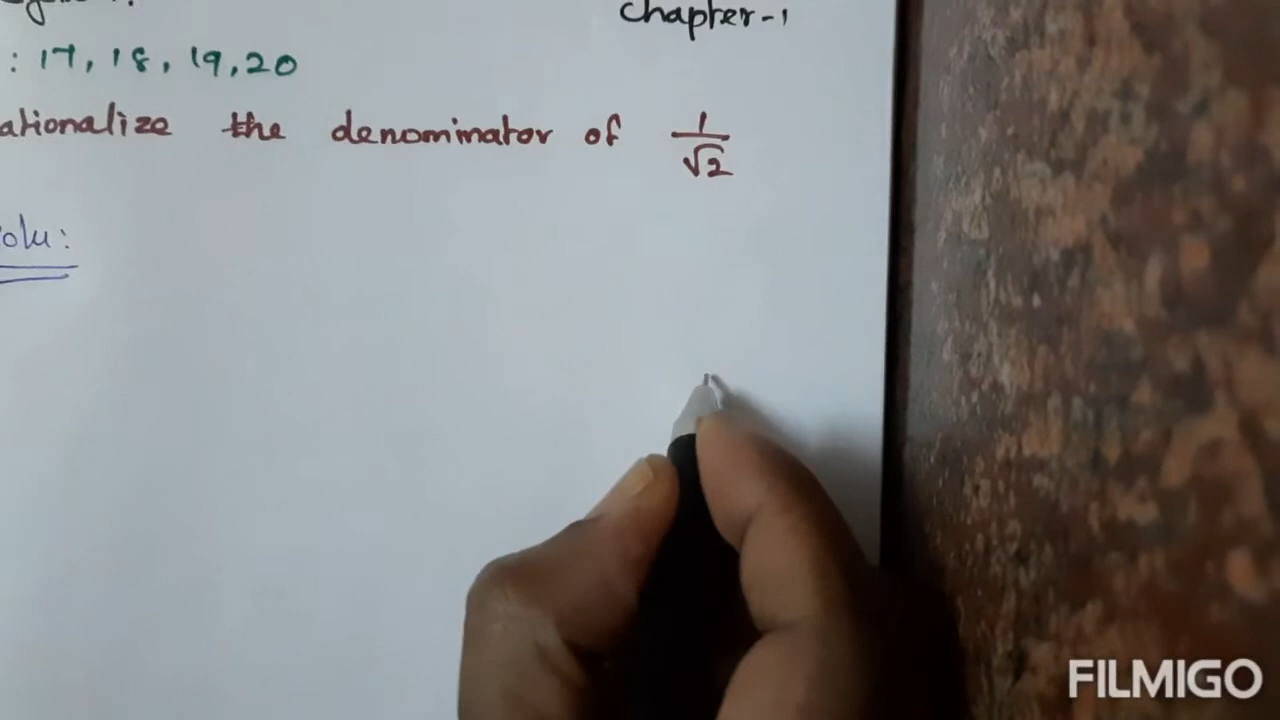 Chapter-1
: 17, 18, 19, 20
ationalize the denominator of 1/√2
olu:
FILMIGO